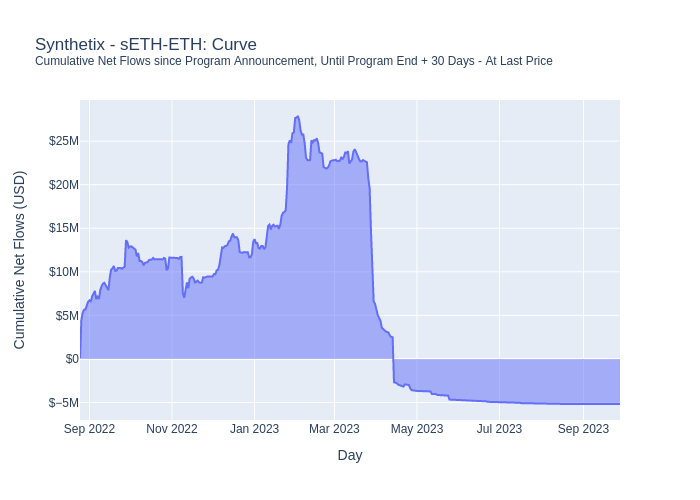 Synthetix - sETH-ETH: Curve
Cumulative Net Flows since Program Announcement, Until Program End + 30 Days - At Last Price
Cumulative Net Flows (USD)
$25M
$20M
$15M
$10M
$5M
$0
$−5M
Sep 2022
Nov 2022
Jan 2023
Mar 2023
May 2023
Jul 2023
Sep 2023
Day